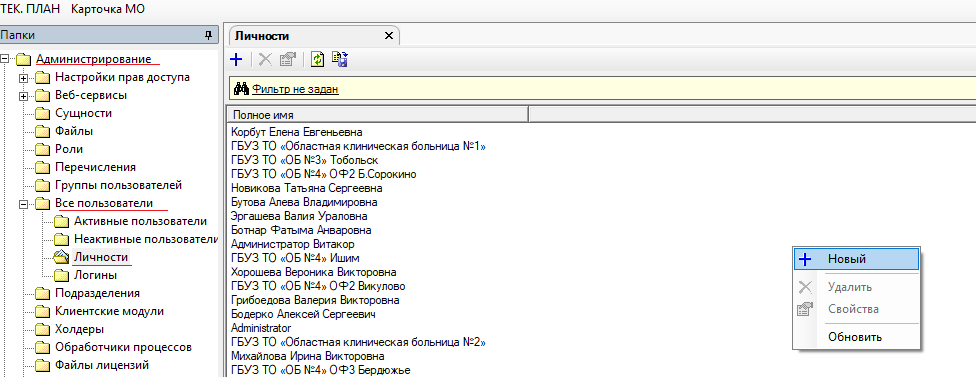 ТЕК. ПЛАН Карточка МО
Папки
Администрирование
Настройки прав доступа
Веб-сервисы
Сущности
Файлы
Роли
Перечисления
Группы пользователей
Все пользователи
Активные пользователи
Неактивные пользователи
Личности
Логины
Подразделения
Клиентские модули
Холдеры
Обработчики процессов
Файлы лицензий
Личности
Фильтр не задан
Полное имя
Корбут Елена Евгеньевна
ГБУЗ ТО «Областная клиническая больница №1»
ГБУЗ ТО «ОБ №3» Тобольск
ГБУЗ ТО «ОБ №4» ОФ2 Б.Сорокино
Новикова Татьяна Сергеевна
Бутова Алева Владимировна
Эргашева Валия Ураловна
Ботнар Фатыма Анваровна
Администратор Витакор
ГБУЗ ТО «ОБ №4» Ишим
Хорошева Вероника Викторовна
ГБУЗ ТО «ОБ №4» ОФ2 Викулово
Грибоедова Валерия Викторовна
Бодерко Алексей Сергеевич
Administrator
ГБУЗ ТО «Областная клиническая больница №2»
Михайлова Ирина Викторовна
ГБУЗ ТО «ОБ №4» ОФ3 Бердюжье
Новый
Удалить
Свойства
Обновить